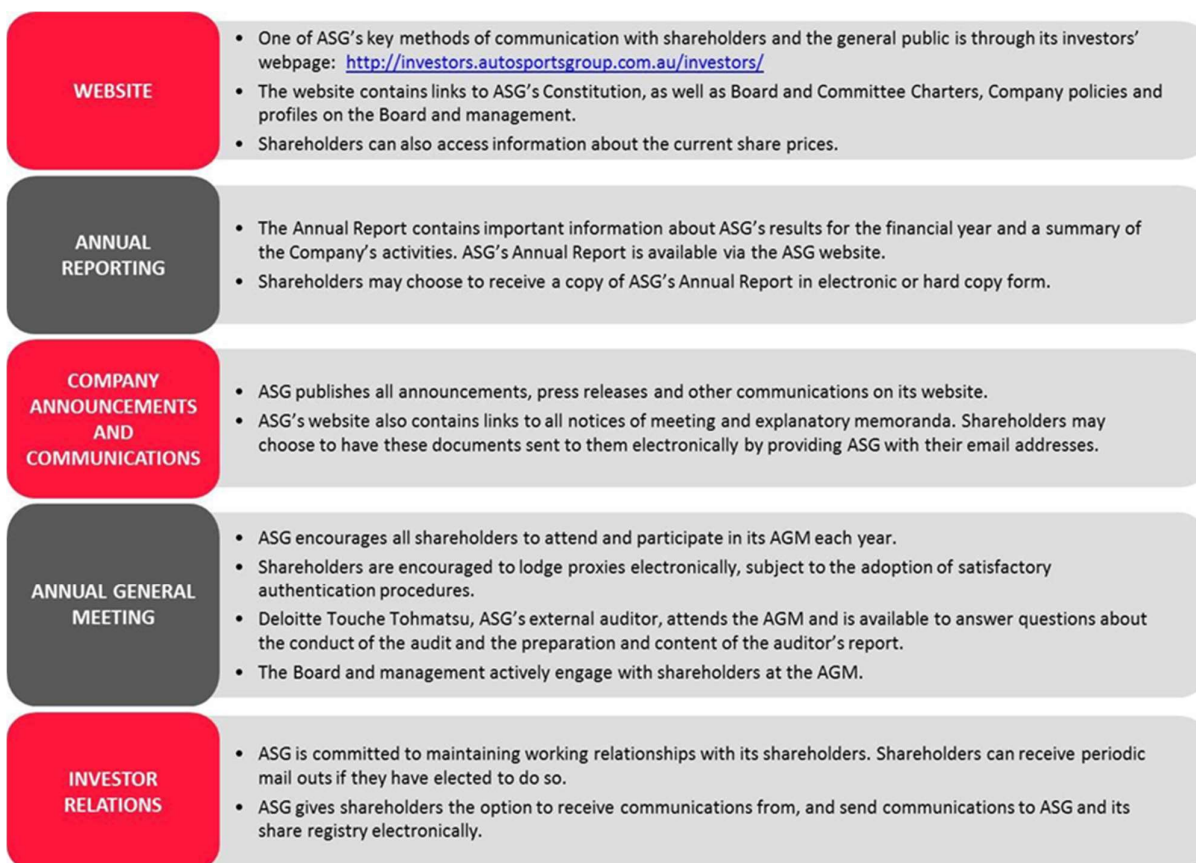 WEBSITE
• One of ASG's key methods of communication with shareholders and the general public is through its investors'
webpage: http://investors.autosportsgroup.com.au/investors/
• The website contains links to ASG's Constitution, as well as Board and Committee Charters, Company policies and
profiles on the Board and management.
• Shareholders can also access information about the current share prices.
ANNUAL
REPORTING
• The Annual Report contains important information about ASG's results for the financial year and a summary of
the Company's activities. ASG's Annual Report is available via the ASG website.
• Shareholders may choose to receive a copy of ASG's Annual Report in electronic or hard copy form.
COMPANY
ANNOUNCEMENTS
AND
COMMUNICATIONS
• ASG publishes all announcements, press releases and other communications on its website.
• ASG's website also contains links to all notices of meeting and explanatory memoranda. Shareholders may
choose to have these documents sent to them electronically by providing ASG with their email addresses.
ANNUAL GENERAL
MEETING
• ASG encourages all shareholders to attend and participate in its AGM each year.
• Shareholders are encouraged to lodge proxies electronically, subject to the adoption of satisfactory
authentication procedures.
• Deloitte Touche Tohmatsu, ASG's external auditor, attends the AGM and is available to answer questions about
the conduct of the audit and the preparation and content of the auditor's report.
• The Board and management actively engage with shareholders at the AGM.
INVESTOR
RELATIONS
• ASG is committed to maintaining working relationships with its shareholders. Shareholders can receive periodic
mail outs if they have elected to do so.
• ASG gives shareholders the option to receive communications from, and send communications to ASG and its
share registry electronically.